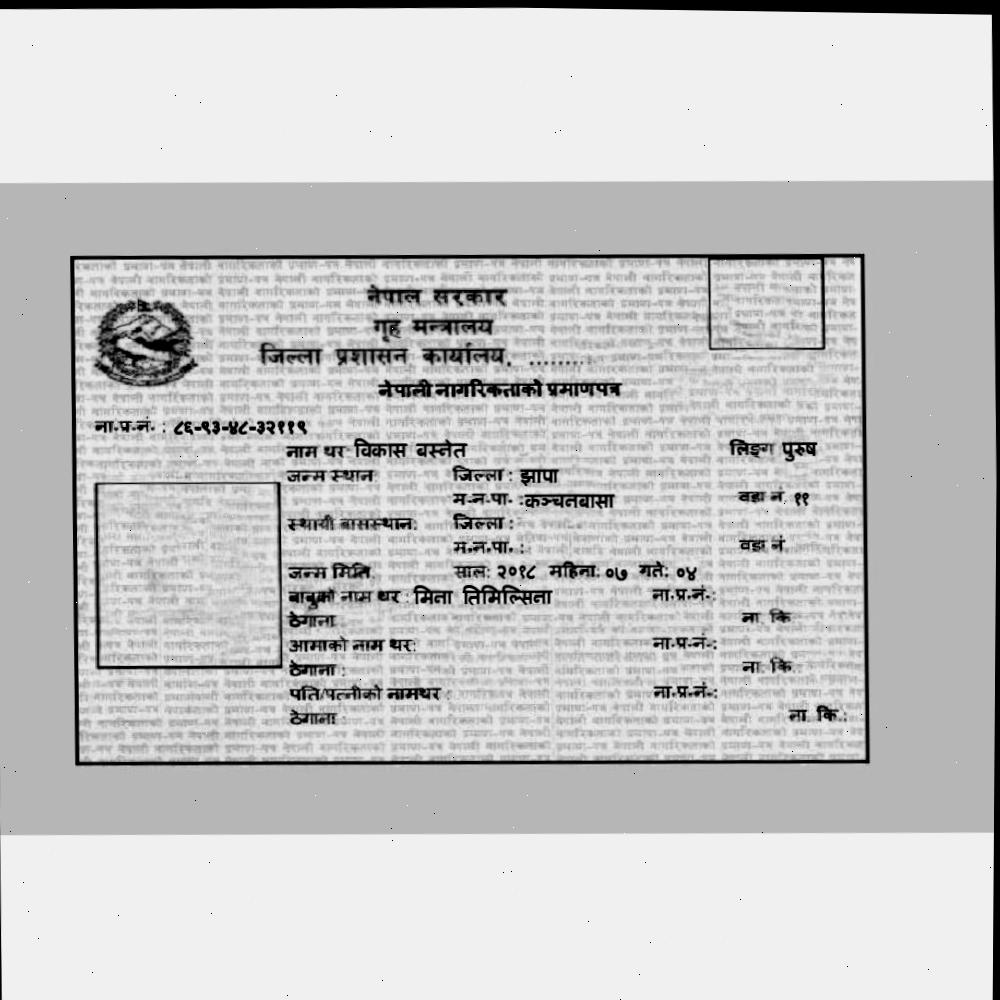 नेपाल सरकार
गृह मन्त्रालय
जिल्ला प्रशासन कार्यालय, ..........
नेपाली नागरिकताको प्रमाणपत्र
ना.प्र.नं. : ८६-९३-४८-३२११९
नाम थर विकास बस्नेत लिङ्ग पुरुष
जन्म स्थान जिल्ला : झापा
म.न.पा. : कञ्चनबासा वडा नं. ११
स्थायी बासस्थान: जिल्ला :
म.न.पा. : वडा नं
जन्म मिति साल: २०१८ महिना: ०७ गते: ०४
बाबुको नाम थर : मिना तिमिल्सिना ना.प्र.नं.:
ठेगाना ना. कि
आमाको नाम थर: ना.प्र.नं.:
ठेगाना : ना. कि :
पति/पत्नीको नामथर : ना.प्र.नं.:
ठेगाना : ना. कि.: